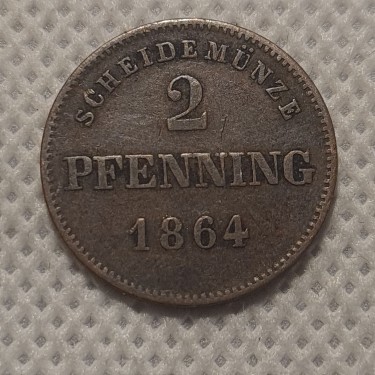 SCHEIDEMÜNZE
2
PFENNING
1864